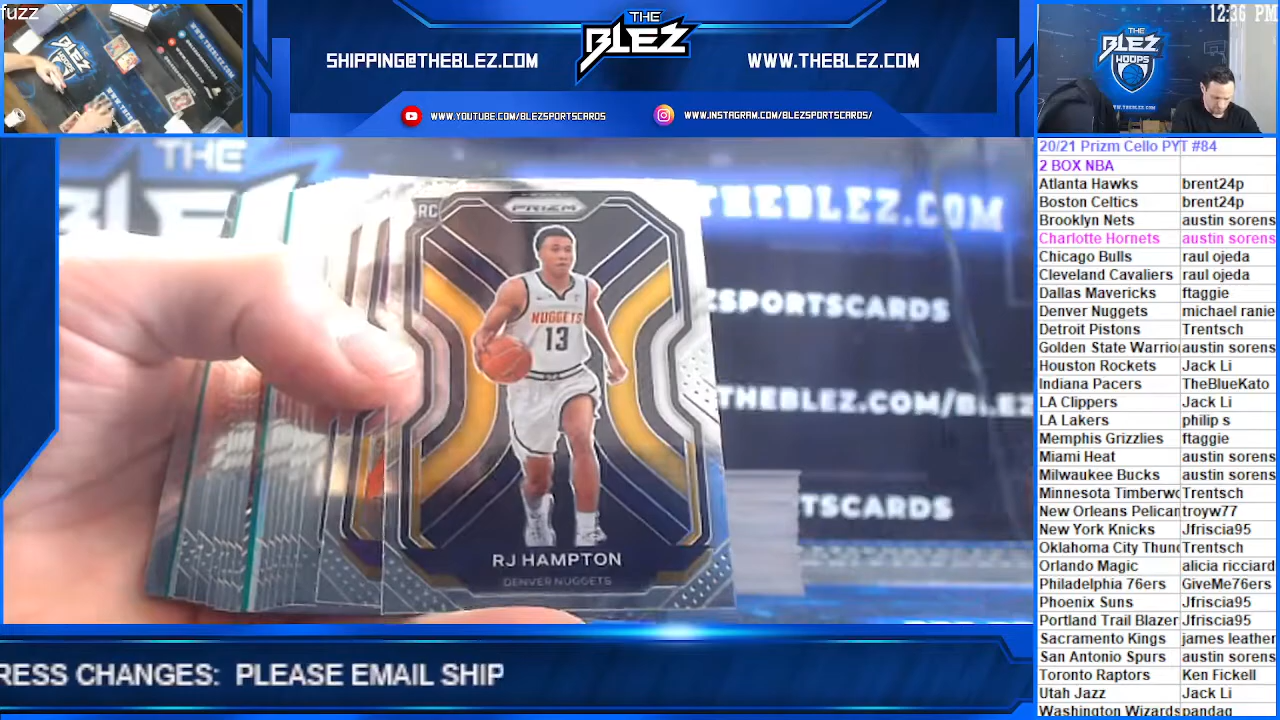 fuzz
THE
BLEZ
SHIPPING@THEBLEZ.COM
WWW.THEBLEZ.COM
WWW.YOUTUBE.COM/BLEZSPORTSCARDS
WWW.INSTAGRAM.COM/BLEZSPORTSCARDS/
12:36 PM
THE
BLEZ
HOOPS
THE
THEBLEZ.COM
ZSPORTSCARDS
THEBLEZ.COM/BLEZ
SPORTSCARDS
RC
PRIZM
NUGGETS
13
RJ HAMPTON
DENVER NUGGETS
20/21 Prizm Cello PYT #84
2 BOX NBA
Atlanta Hawks brent24p
Boston Celtics brent24p
Brooklyn Nets austin sorens
Charlotte Hornets austin sorens
Chicago Bulls raul ojeda
Cleveland Cavaliers raul ojeda
Dallas Mavericks ftaggie
Denver Nuggets michael ranie
Detroit Pistons Trentsch
Golden State Warrior austin sorens
Houston Rockets Jack Li
Indiana Pacers TheBlueKato
LA Clippers Jack Li
LA Lakers philip s
Memphis Grizzlies ftaggie
Miami Heat austin sorens
Milwaukee Bucks austin sorens
Minnesota Timberwo Trentsch
New Orleans Pelican troyw77
New York Knicks Jfriscia95
Oklahoma City Thund Trentsch
Orlando Magic alicia ricciard
Philadelphia 76ers GiveMe76ers
Phoenix Suns Jfriscia95
Portland Trail Blazer Jfriscia95
Sacramento Kings james leather
San Antonio Spurs austin sorens
Toronto Raptors Ken Fickell
Utah Jazz Jack Li
Washington Wizards pandag
RESS CHANGES: PLEASE EMAIL SHIP